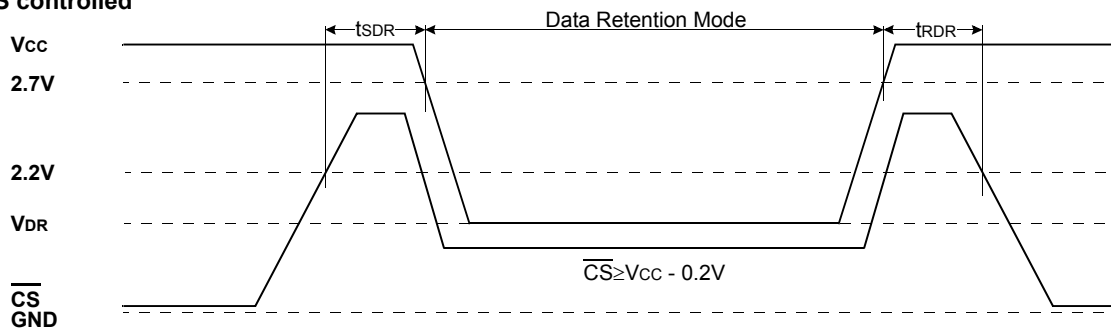 S controlled
tSDR
Data Retention Mode
tRDR
VCC
2.7V
2.2V
VDR
CS≥VCC - 0.2V
CS
GND